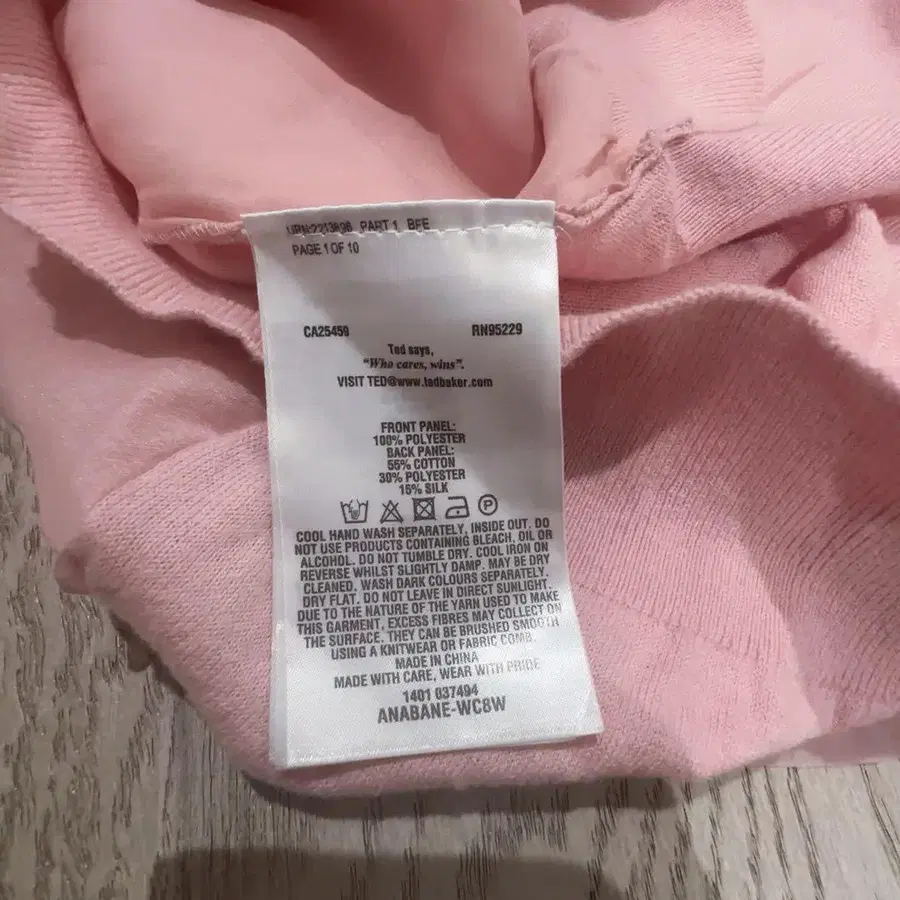 URN:2213896 PART 1 BFE
PAGE 1 OF 10
CA25459 RN95229
Ted says,
"Who cares, wins".
VISIT TED@www.tedbaker.com
FRONT PANEL:
100% POLYESTER
BACK PANEL:
55% COTTON
30% POLYESTER
15% SILK
P
COOL HAND WASH SEPARATELY, INSIDE OUT. DO
NOT USE PRODUCTS CONTAINING BLEACH, OIL OR
ALCOHOL. DO NOT TUMBLE DRY. COOL IRON ON
REVERSE WHILST SLIGHTLY DAMP. MAY BE DRY
CLEANED. WASH DARK COLOURS SEPARATELY.
DRY FLAT. DO NOT LEAVE IN DIRECT SUNLIGHT.
DUE TO THE NATURE OF THE YARN USED TO MAKE
THIS GARMENT, EXCESS FIBRES MAY COLLECT ON
THE SURFACE. THEY CAN BE BRUSHED SMOOTH
USING A KNITWEAR OR FABRIC COMB.
MADE IN CHINA
MADE WITH CARE, WEAR WITH PRIDE
1401 037494
ANABANE-WC8W